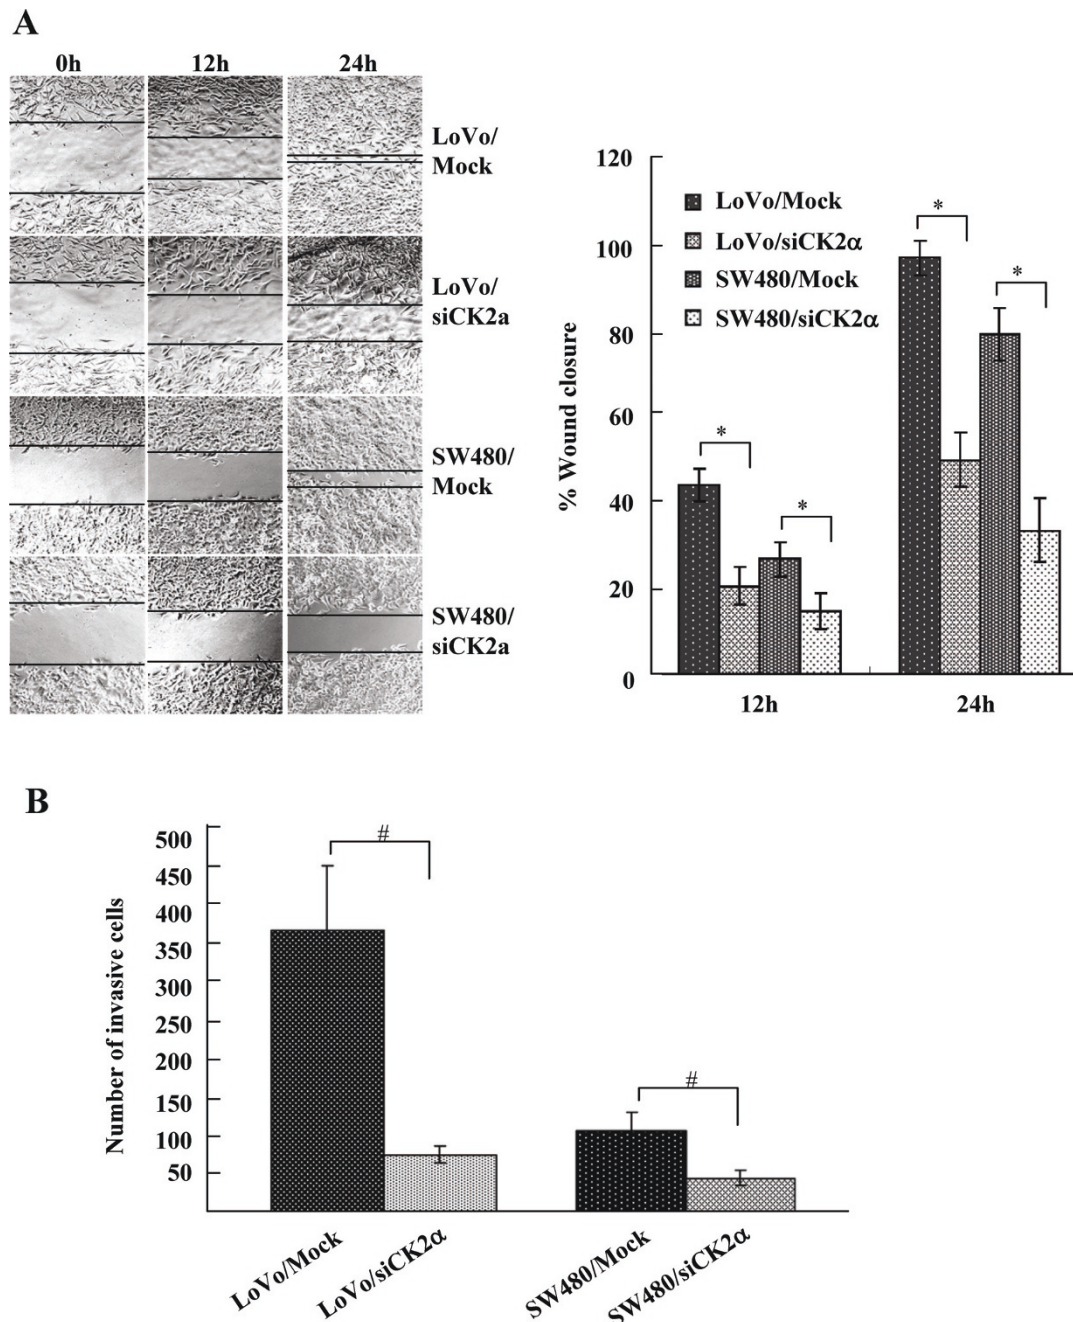 A
0h 12h 24h
LoVo/
Mock
LoVo/
siCK2a
SW480/
Mock
SW480/
siCK2a
% Wound closure
120
100
80
60
40
20
0
LoVo/Mock
LoVo/siCK2α
SW480/Mock
SW480/siCK2α
*
*
*
*
12h 24h
B
Number of invasive cells
500
450
400
350
300
250
200
150
100
50
#
#
LoVo/Mock
LoVo/siCK2α
SW480/Mock
SW480/siCK2α